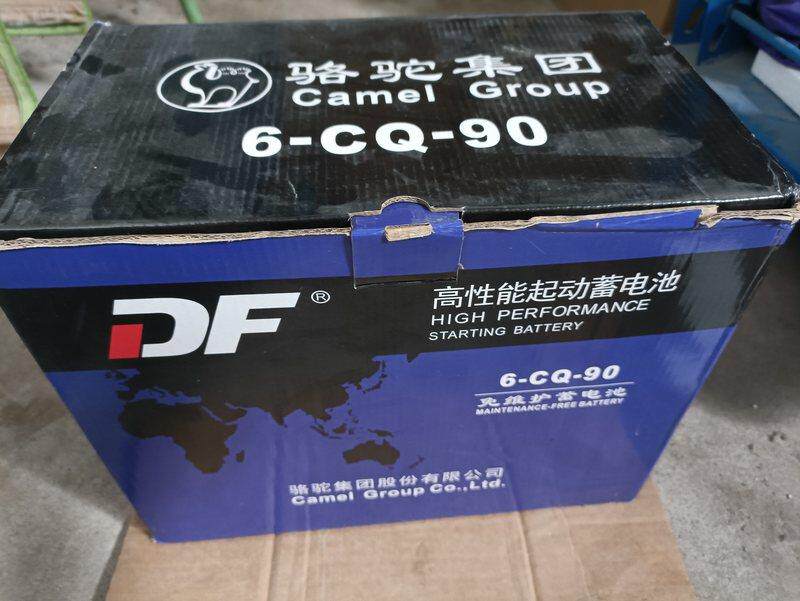 骆驼集团
Camel Group
6-CQ-90
DF®
高性能起动蓄电池
HIGH PERFORMANCE
STARTING BATTERY
6-CQ-90
免维护蓄电池
MAINTENANCE-FREE BATTERY
骆驼集团股份有限公司
Camel Group Co.,Ltd.